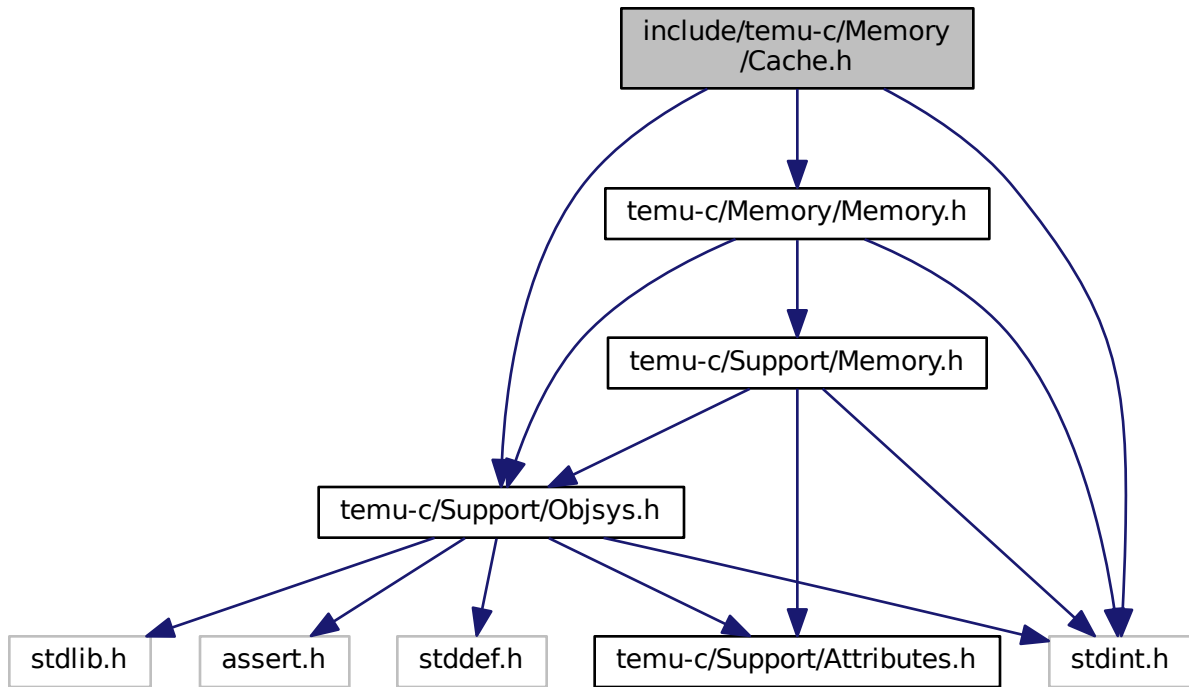 include/temu-c/Memory
/Cache.h
temu-c/Memory/Memory.h
temu-c/Support/Memory.h
temu-c/Support/Objsys.h
stdlib.h
assert.h
stddef.h
temu-c/Support/Attributes.h
stdint.h